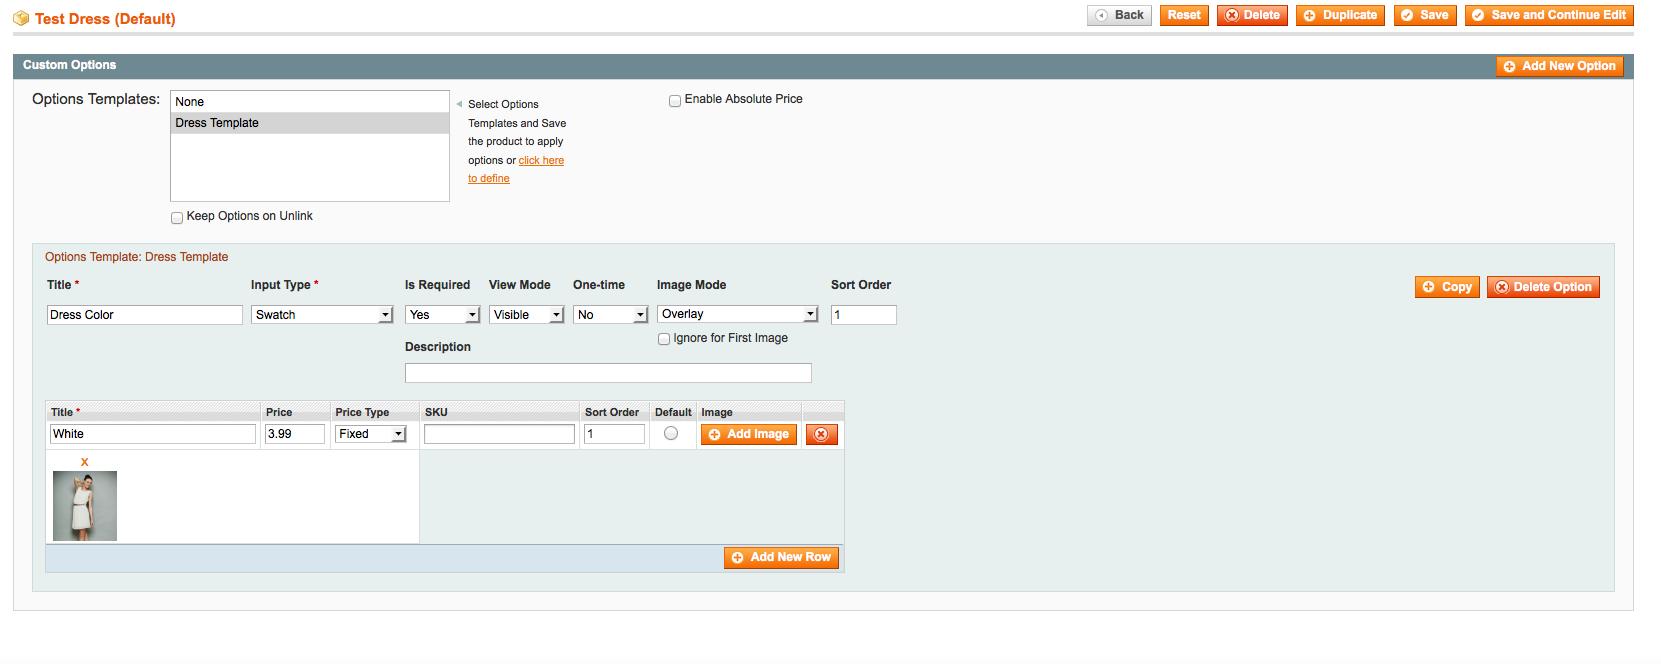 Test Dress (Default)
Back Reset Delete Duplicate Save Save and Continue Edit
Custom Options
Add New Option
Options Templates:
None
Dress Template
Select Options
Templates and Save
the product to apply
options or click here
to define
Enable Absolute Price
Keep Options on Unlink
Options Template: Dress Template
Title * Input Type * Is Required View Mode One-time Image Mode Sort Order
Copy Delete Option
Dress Color Swatch Yes Visible No Overlay 1
Ignore for First Image
Description
Title * Price Price Type SKU Sort Order Default Image
White 3.99 Fixed 1 Add Image
X
Add New Row